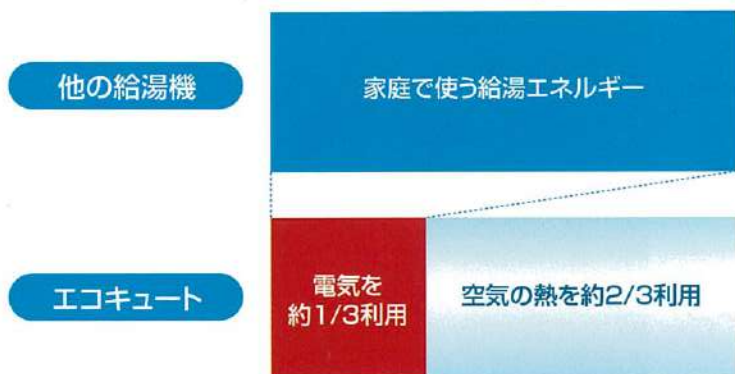 他の給湯機
家庭で使う給湯エネルギー
エコキュート
電気を
約1/3利用
空気の熱を約2/3利用